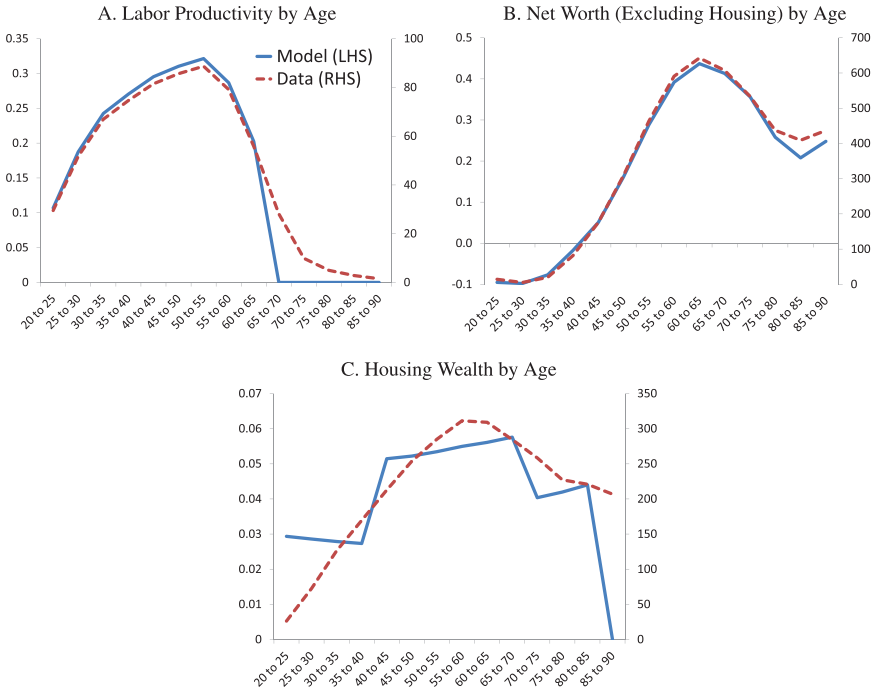 A. Labor Productivity by Age
0.35
0.3
0.25
0.2
0.15
0.1
0.05
0
100
80
60
40
20
0
Model (LHS)
Data (RHS)
20 to 25
25 to 30
30 to 35
35 to 40
40 to 45
45 to 50
50 to 55
55 to 60
60 to 65
65 to 70
70 to 75
75 to 80
80 to 85
85 to 90
B. Net Worth (Excluding Housing) by Age
0.5
0.4
0.3
0.2
0.1
0.0
-0.1
700
600
500
400
300
200
100
0
20 to 25
25 to 30
30 to 35
35 to 40
40 to 45
45 to 50
50 to 55
55 to 60
60 to 65
65 to 70
70 to 75
75 to 80
80 to 85
85 to 90
C. Housing Wealth by Age
0.07
0.06
0.05
0.04
0.03
0.02
0.01
0
350
300
250
200
150
100
50
0
20 to 25
25 to 30
30 to 35
35 to 40
40 to 45
45 to 50
50 to 55
55 to 60
60 to 65
65 to 70
70 to 75
75 to 80
80 to 85
85 to 90